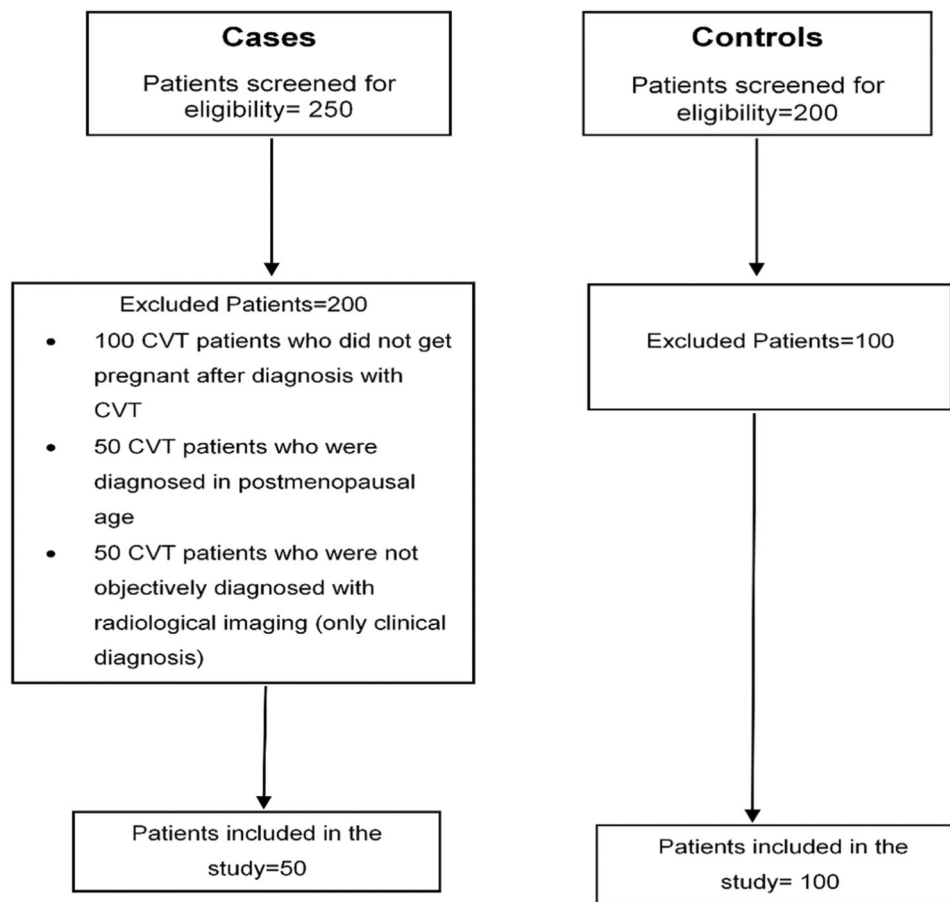 Cases
Patients screened for
eligibility= 250
Controls
Patients screened for
eligibility=200
Excluded Patients=200
• 100 CVT patients who did not get
pregnant after diagnosis with
CVT
• 50 CVT patients who were
diagnosed in postmenopausal
age
• 50 CVT patients who were not
objectively diagnosed with
radiological imaging (only clinical
diagnosis)
Excluded Patients=100
Patients included in the
study=50
Patients included in the
study= 100